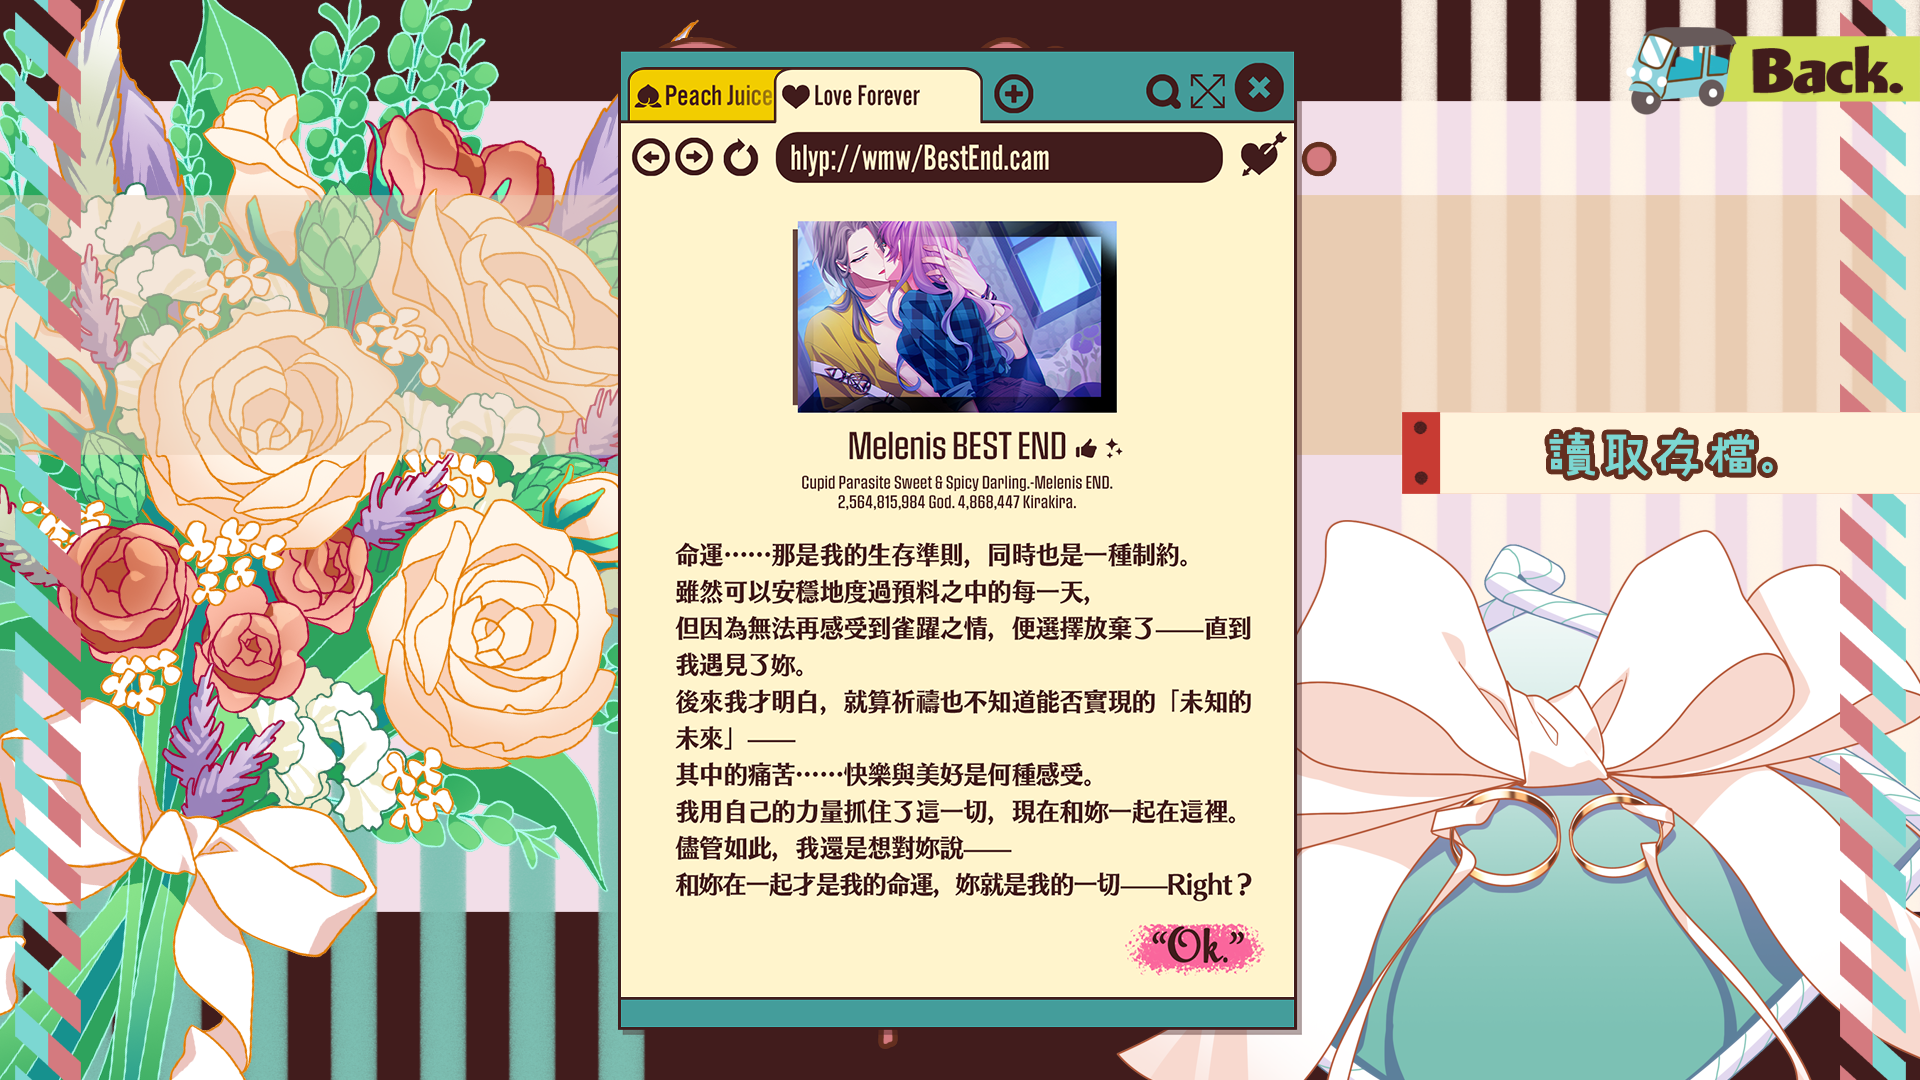 Peach Juice
Love Forever
Back.
hlyp://wmw/BestEnd.cam
Melenis BEST END
Cupid Parasite Sweet & Spicy Darling.-Melenis END.
2,564,815,984 God. 4,868,447 Kirakira.
讀取存檔。
命運⋯⋯那是我的生存準則，同時也是一種制約。
雖然可以安穩地度過預料之中的每一天，
但因為無法再感受到雀躍之情，便選擇放棄了——直到
我遇見了妳。
後來我才明白，就算祈禱也不知道能否實現的「未知的
未來」——
其中的痛苦⋯⋯快樂與美好是何種感受。
我用自己的力量抓住了這一切，現在和妳一起在這裡。
儘管如此，我還是想對妳說——
和妳在一起才是我的命運，妳就是我的一切——Right？
“Ok.”